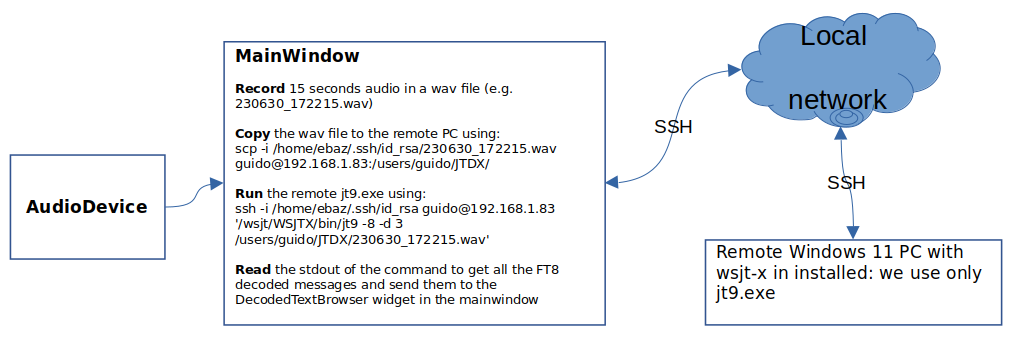 AudioDevice
MainWindow
Record 15 seconds audio in a wav file (e.g.
230630_172215.wav)
Copy the wav file to the remote PC using:
scp -i /home/ebaz/.ssh/id_rsa/230630_172215.wav
guido@192.168.1.83:/users/guido/JTDX/
Run the remote jt9.exe using:
ssh -i /home/ebaz/.ssh/id_rsa guido@192.168.1.83
'/wsjt/WSJTX/bin/jt9 -8 -d 3
/users/guido/JTDX/230630_172215.wav'
Read the stdout of the command to get all the FT8
decoded messages and send them to the
DecodedTextBrowser widget in the mainwindow
SSH
Local
network
SSH
Remote Windows 11 PC with
wsjt-x in installed: we use only
jt9.exe